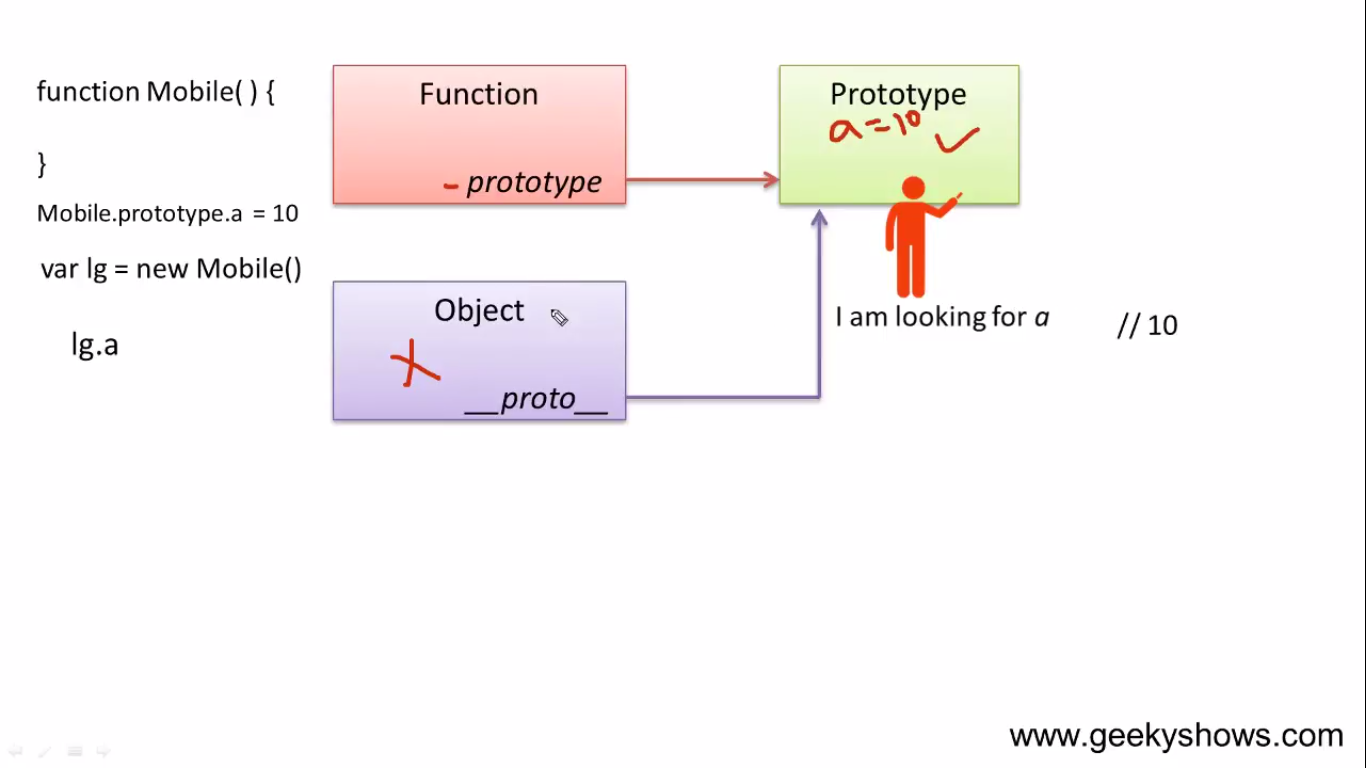 function Mobile( ) {
}
Mobile.prototype.a = 10
var lg = new Mobile()
lg.a
Function
prototype
Prototype
a = 10
Object
__proto__
I am looking for a
// 10
www.geekyshows.com